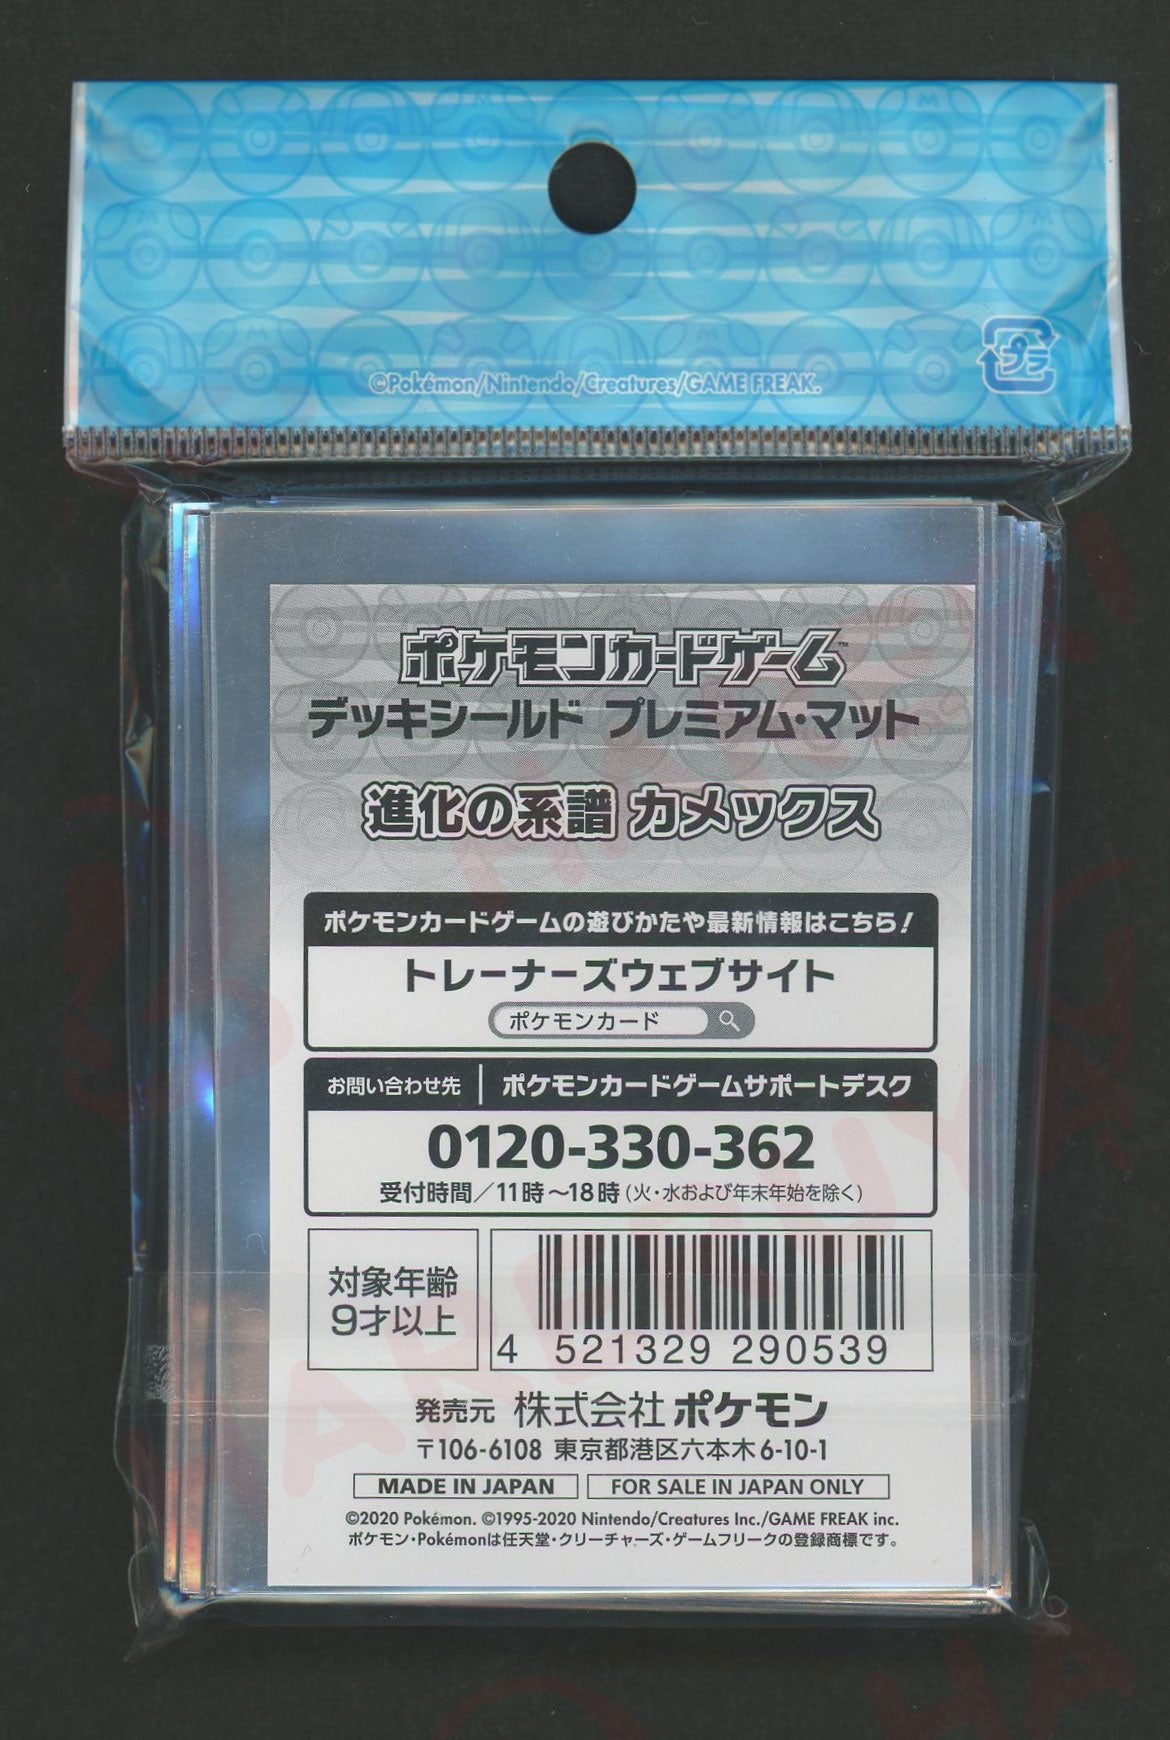 ©Pokémon/Nintendo/Creatures/GAME FREAK.
プラ
ポケモンカードゲーム™
デッキシールド プレミアム・マット
進化の系譜 カメックス
ポケモンカードゲームの遊びかたや最新情報はこちら!
トレーナーズウェブサイト
ポケモンカード
お問い合わせ先 ポケモンカードゲームサポートデスク
0120-330-362
受付時間/11時~18時(火・水および年末年始を除く)
対象年齢
9才以上
4 521329 290539
発売元 株式会社ポケモン
〒106-6108 東京都港区六本木6-10-1
MADE IN JAPAN FOR SALE IN JAPAN ONLY
©2020 Pokémon. ©1995-2020 Nintendo/Creatures Inc./GAME FREAK inc.
ポケモン・Pokémonは任天堂・クリーチャーズ・ゲームフリークの登録商標です。